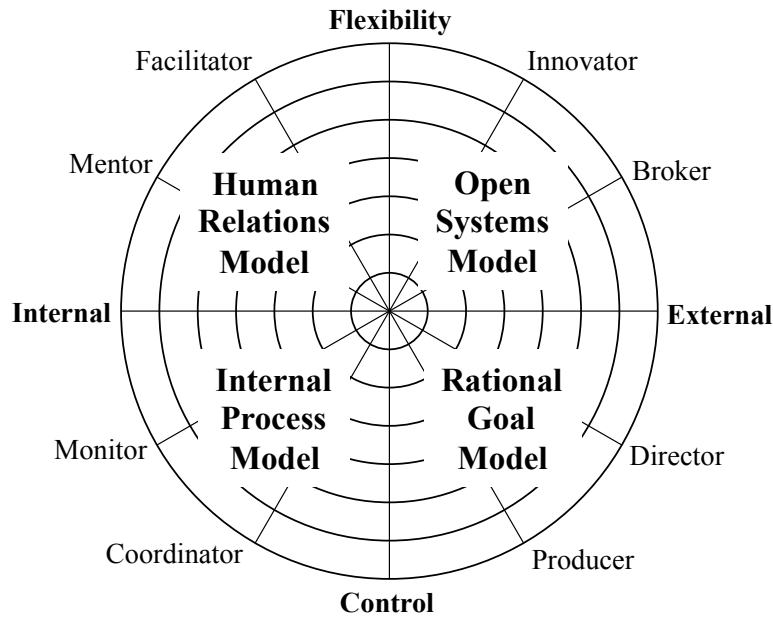 Flexibility
Facilitator
Innovator
Mentor
Broker
Human
Relations
Model
Open
Systems
Model
Internal
External
Internal
Process
Model
Rational
Goal
Model
Monitor
Director
Coordinator
Producer
Control